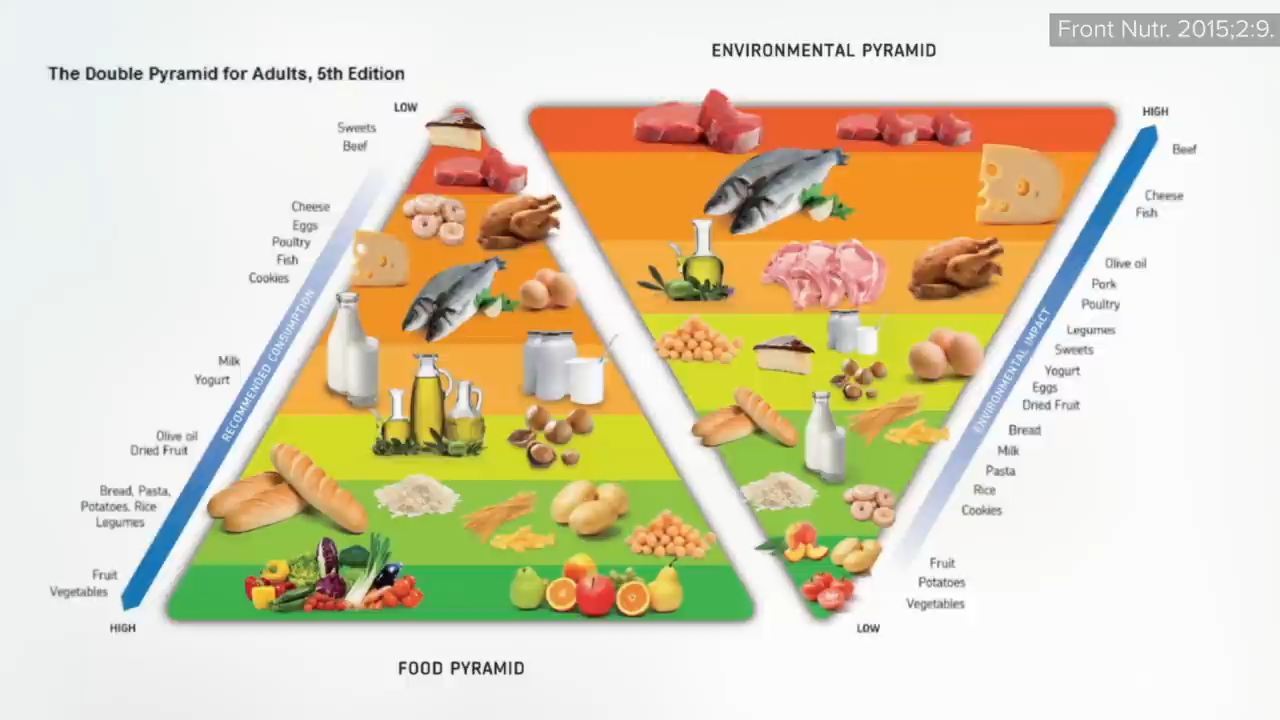 Front Nutr. 2015;2:9.
ENVIRONMENTAL PYRAMID
The Double Pyramid for Adults, 5th Edition
LOW
Sweets
Beef
Cheese
Eggs
Poultry
Fish
Cookies
Milk
Yogurt
Olive oil
Dried Fruit
Bread, Pasta,
Potatoes, Rice
Legumes
Fruit
Vegetables
HIGH
RECOMMENDED CONSUMPTION
FOOD PYRAMID
HIGH
Beef
Cheese
Fish
Olive oil
Pork
Poultry
Legumes
Sweets
Yogurt
Eggs
Dried Fruit
Bread
Milk
Pasta
Rice
Cookies
Fruit
Potatoes
Vegetables
LOW
ENVIRONMENTAL IMPACT